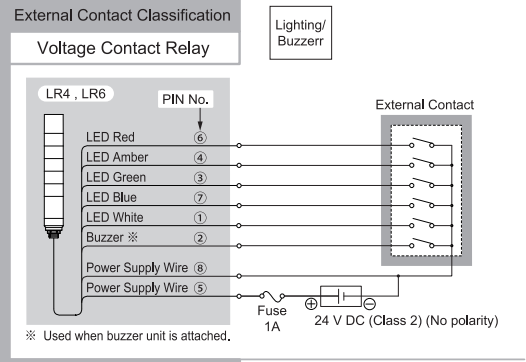 External Contact Classification
Voltage Contact Relay
Lighting/
Buzzerr
LR4 , LR6
PIN No.
External Contact
LED Red ⑥
LED Amber ④
LED Green ③
LED Blue ⑦
LED White ①
Buzzer ※ ②
Power Supply Wire ⑧
Power Supply Wire ⑤
⊕ ⊖
Fuse
1A
24 V DC (Class 2) (No polarity)
※ Used when buzzer unit is attached.